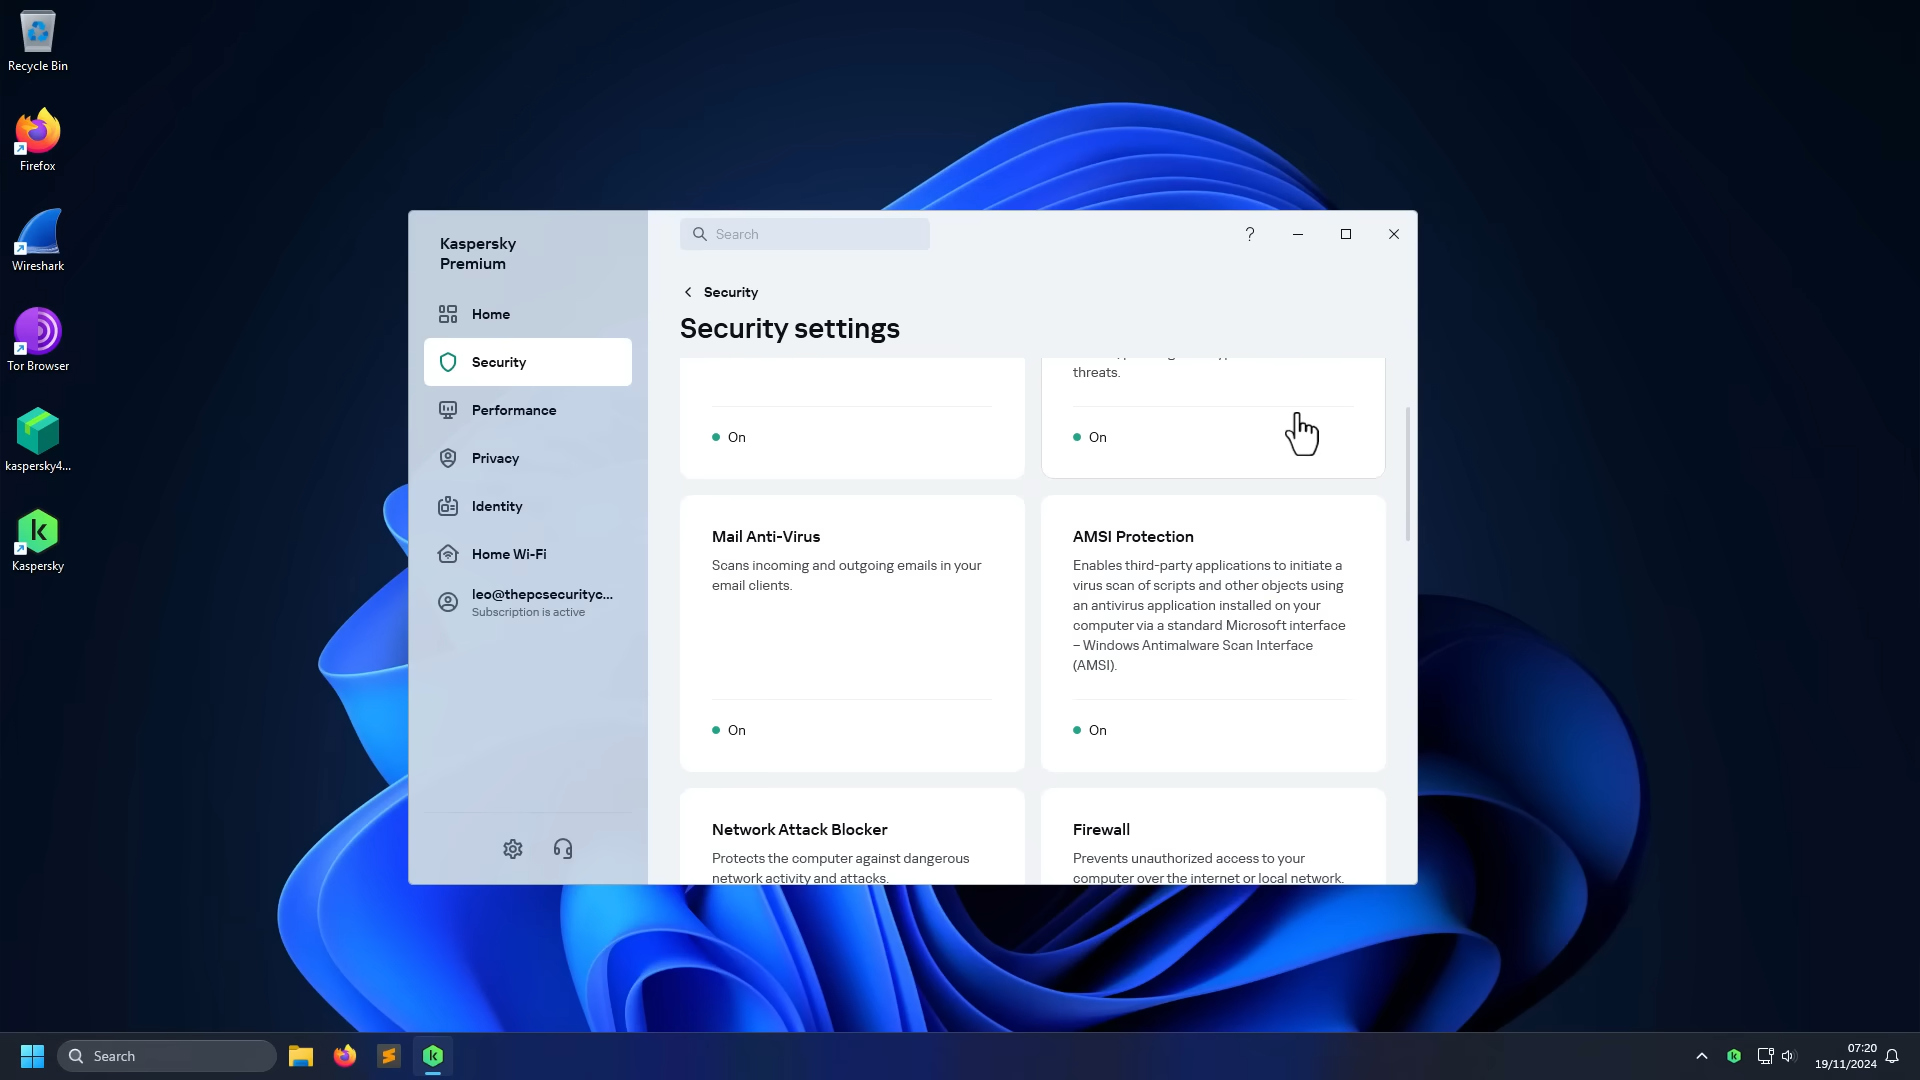 Recycle Bin
Firefox
Wireshark
Tor Browser
kaspersky4...
Kaspersky
Kaspersky
Premium
Home
Security
Performance
Privacy
Identity
Home Wi-Fi
leo@thepcsecurityc...
Subscription is active
Search
?
Security
Security settings
On
threats.
On
Mail Anti-Virus
Scans incoming and outgoing emails in your
email clients.
On
AMSI Protection
Enables third-party applications to initiate a
virus scan of scripts and other objects using
an antivirus application installed on your
computer via a standard Microsoft interface
– Windows Antimalware Scan Interface
(AMSI).
On
Network Attack Blocker
Protects the computer against dangerous
network activity and attacks.
Firewall
Prevents unauthorized access to your
computer over the internet or local network.
Search
07:20
19/11/2024